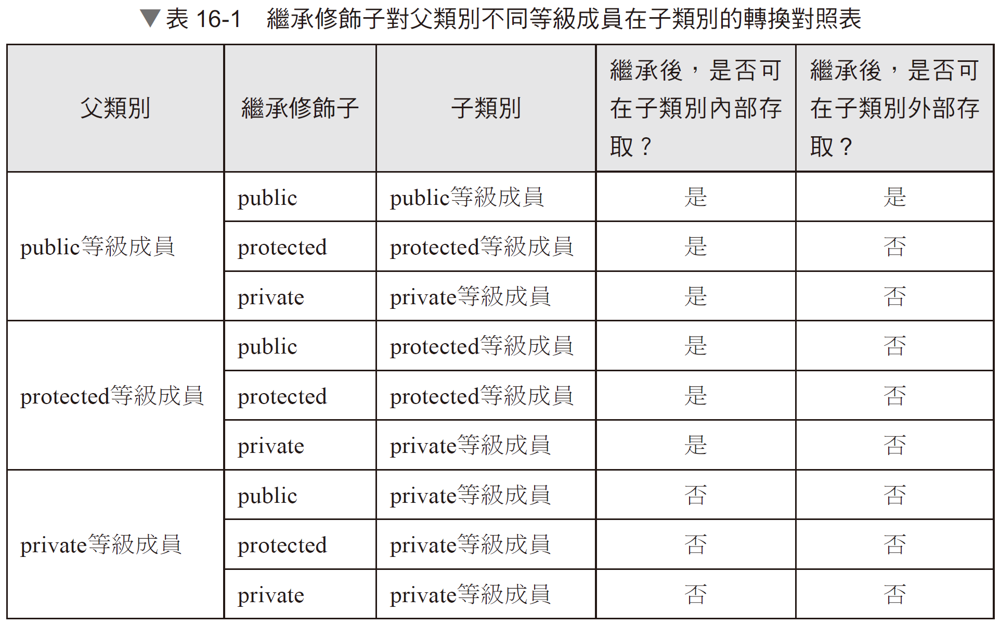 ▼ 表 16-1 繼承修飾子對父類別不同等級成員在子類別的轉換對照表
父類別 繼承修飾子 子類別 繼承後，是否可在子類別內部存取？ 繼承後，是否可在子類別外部存取？
public等級成員 public public等級成員 是 是
protected protected等級成員 是 否
private private等級成員 是 否
protected等級成員 public protected等級成員 是 否
protected protected等級成員 是 否
private private等級成員 是 否
private等級成員 public private等級成員 否 否
protected private等級成員 否 否
private private等級成員 否 否